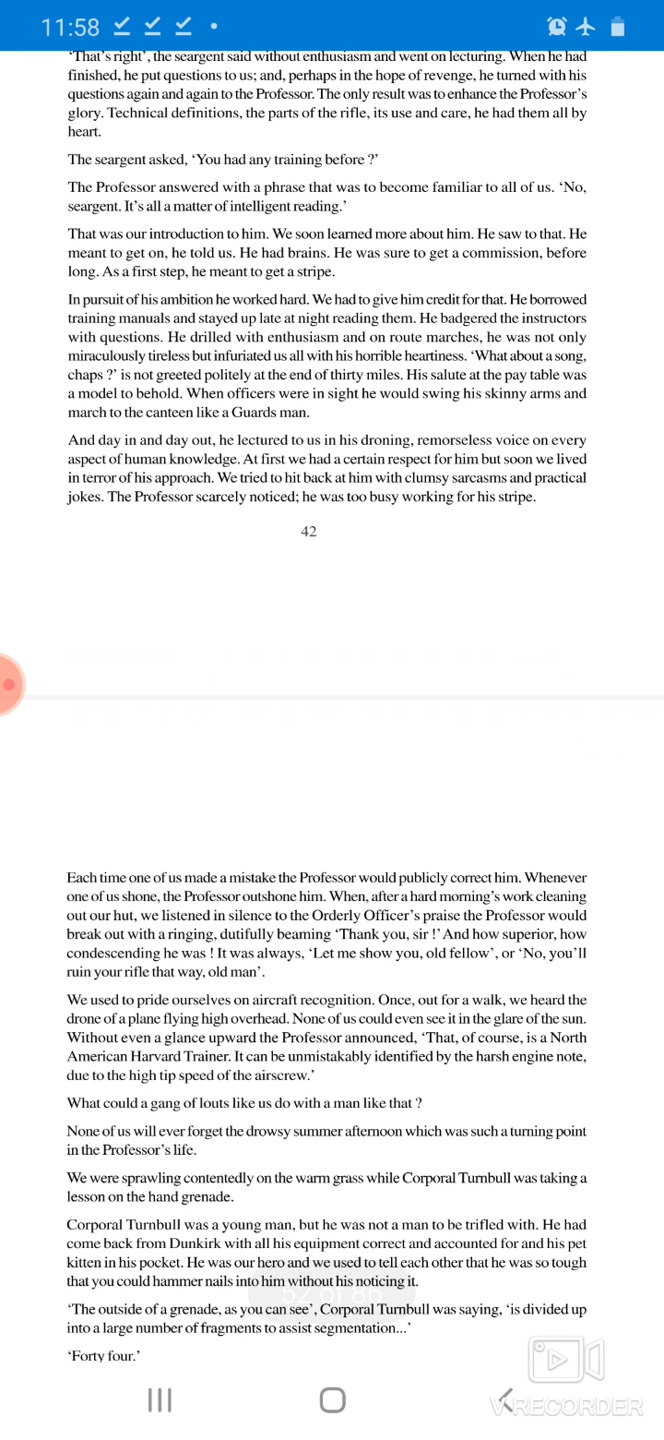 11:58
‘That’s right’, the seargent said without enthusiasm and went on lecturing. When he had
finished, he put questions to us; and, perhaps in the hope of revenge, he turned with his
questions again and again to the Professor. The only result was to enhance the Professor’s
glory. Technical definitions, the parts of the rifle, its use and care, he had them all by
heart.
The seargent asked, ‘You had any training before ?’
The Professor answered with a phrase that was to become familiar to all of us. ‘No,
seargent. It’s all a matter of intelligent reading.’
That was our introduction to him. We soon learned more about him. He saw to that. He
meant to get on, he told us. He had brains. He was sure to get a commission, before
long. As a first step, he meant to get a stripe.
In pursuit of his ambition he worked hard. We had to give him credit for that. He borrowed
training manuals and stayed up late at night reading them. He badgered the instructors
with questions. He drilled with enthusiasm and on route marches, he was not only
miraculously tireless but infuriated us all with his horrible heartiness. ‘What about a song,
chaps ?’ is not greeted politely at the end of thirty miles. His salute at the pay table was
a model to behold. When officers were in sight he would swing his skinny arms and
march to the canteen like a Guards man.
And day in and day out, he lectured to us in his droning, remorseless voice on every
aspect of human knowledge. At first we had a certain respect for him but soon we lived
in terror of his approach. We tried to hit back at him with clumsy sarcasms and practical
jokes. The Professor scarcely noticed; he was too busy working for his stripe.
42
Each time one of us made a mistake the Professor would publicly correct him. Whenever
one of us shone, the Professor outshone him. When, after a hard morning’s work cleaning
out our hut, we listened in silence to the Orderly Officer’s praise the Professor would
break out with a ringing, dutifully beaming ‘Thank you, sir !’ And how superior, how
condescending he was ! It was always, ‘Let me show you, old fellow’, or ‘No, you’ll
ruin your rifle that way, old man’.
We used to pride ourselves on aircraft recognition. Once, out for a walk, we heard the
drone of a plane flying high overhead. None of us could even see it in the glare of the sun.
Without even a glance upward the Professor announced, ‘That, of course, is a North
American Harvard Trainer. It can be unmistakably identified by the harsh engine note,
due to the high tip speed of the airscrew.’
What could a gang of louts like us do with a man like that ?
None of us will ever forget the drowsy summer afternoon which was such a turning point
in the Professor’s life.
We were sprawling contentedly on the warm grass while Corporal Turnbull was taking a
lesson on the hand grenade.
Corporal Turnbull was a young man, but he was not a man to be trifled with. He had
come back from Dunkirk with all his equipment correct and accounted for and his pet
kitten in his pocket. He was our hero and we used to tell each other that he was so tough
that you could hammer nails into him without his noticing it.
52 of 86
‘The outside of a grenade, as you can see’, Corporal Turnbull was saying, ‘is divided up
into a large number of fragments to assist segmentation...’
‘Forty four.’
V RECORDER